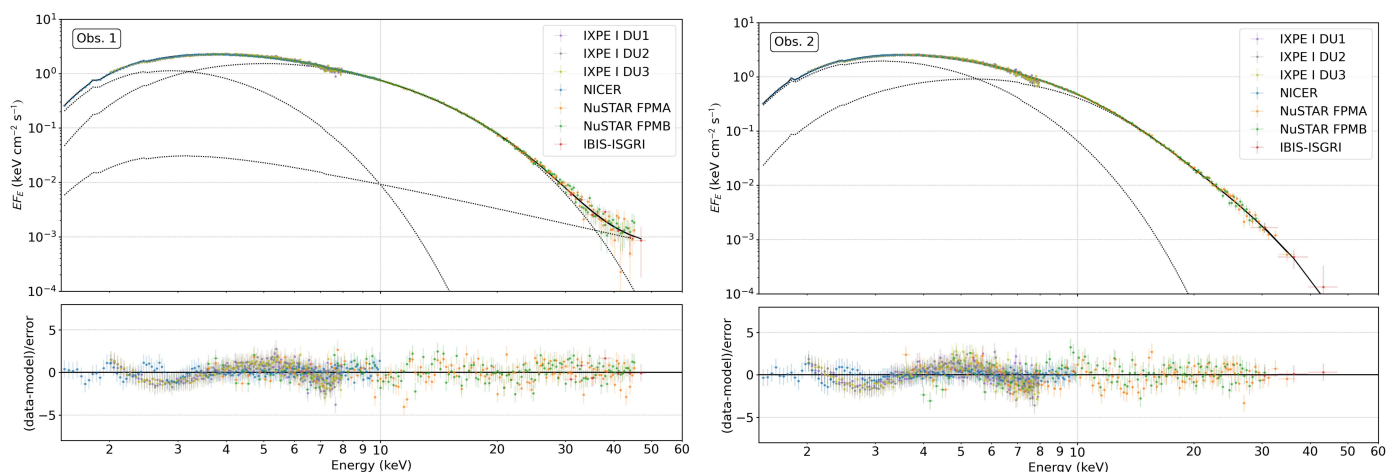 Obs. 1
10^1
10^0
10^−1
10^−2
10^−3
10^−4
EF_E (keV cm^−2 s^−1)
IXPE I DU1
IXPE I DU2
IXPE I DU3
NICER
NuSTAR FPMA
NuSTAR FPMB
IBIS-ISGRI
5
0
−5
(data-model)/error
2 3 4 5 6 7 8 9 10 20 30 40 50 60
Energy (keV)
Obs. 2
10^1
10^0
10^−1
10^−2
10^−3
10^−4
EF_E (keV cm^−2 s^−1)
IXPE I DU1
IXPE I DU2
IXPE I DU3
NICER
NuSTAR FPMA
NuSTAR FPMB
IBIS-ISGRI
5
0
−5
(data-model)/error
2 3 4 5 6 7 8 9 10 20 30 40 50 60
Energy (keV)